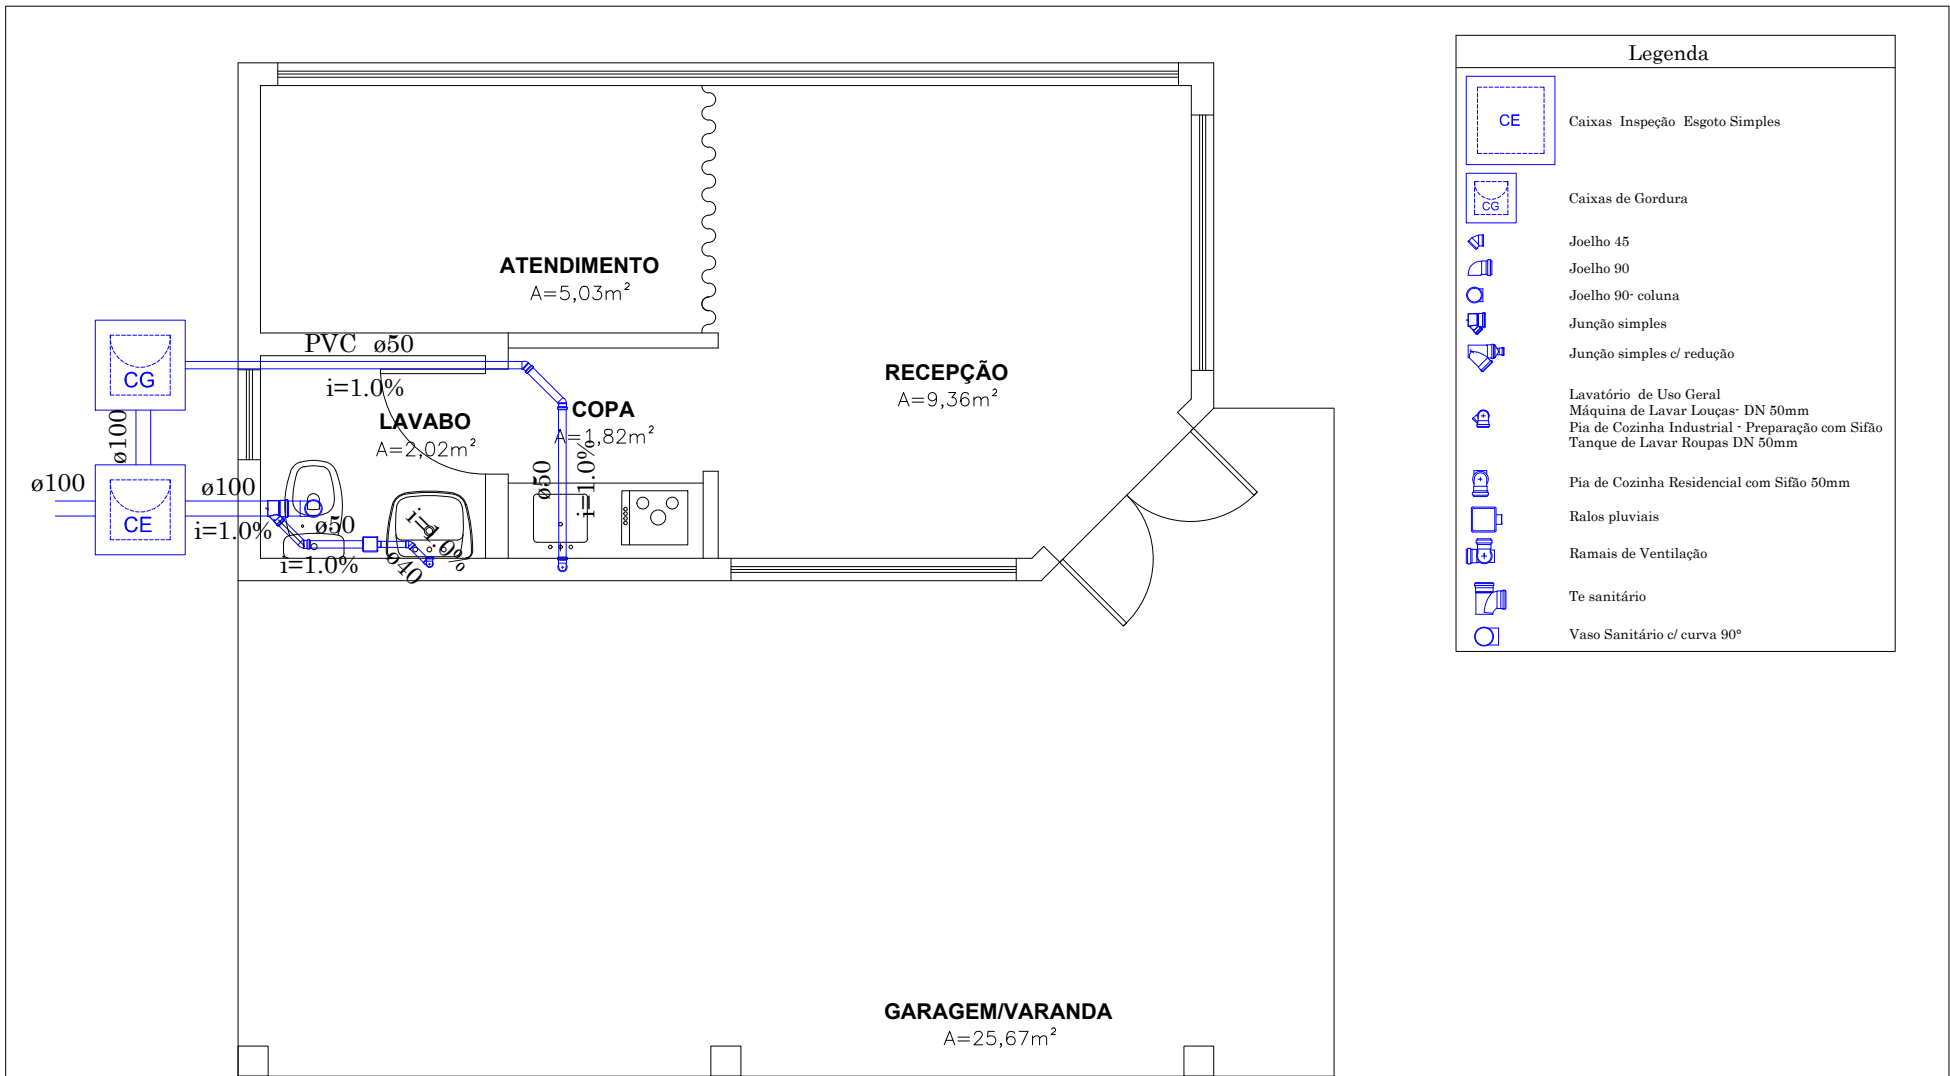 Legenda
CE
Caixas Inspeção Esgoto Simples
CG
Caixas de Gordura
Joelho 45
Joelho 90
Joelho 90- coluna
Junção simples
Junção simples c/ redução
Lavatório de Uso Geral
Máquina de Lavar Louças- DN 50mm
Pia de Cozinha Industrial - Preparação com Sifão
Tanque de Lavar Roupas DN 50mm
Pia de Cozinha Residencial com Sifão 50mm
Ralos pluviais
Ramais de Ventilação
Te sanitário
Vaso Sanitário c/ curva 90°
ATENDIMENTO
A=5,03m²
PVC ø50
i=1.0%
CG
RECEPÇÃO
A=9,36m²
LAVABO
A=2,02m²
COPA
A=1,82m²
ø100
ø50
i=1.0%
ø100
ø100
CE
i=1.0%
ø50
i=1.0%
i=1.0%
ø40
GARAGEM/VARANDA
A=25,67m²